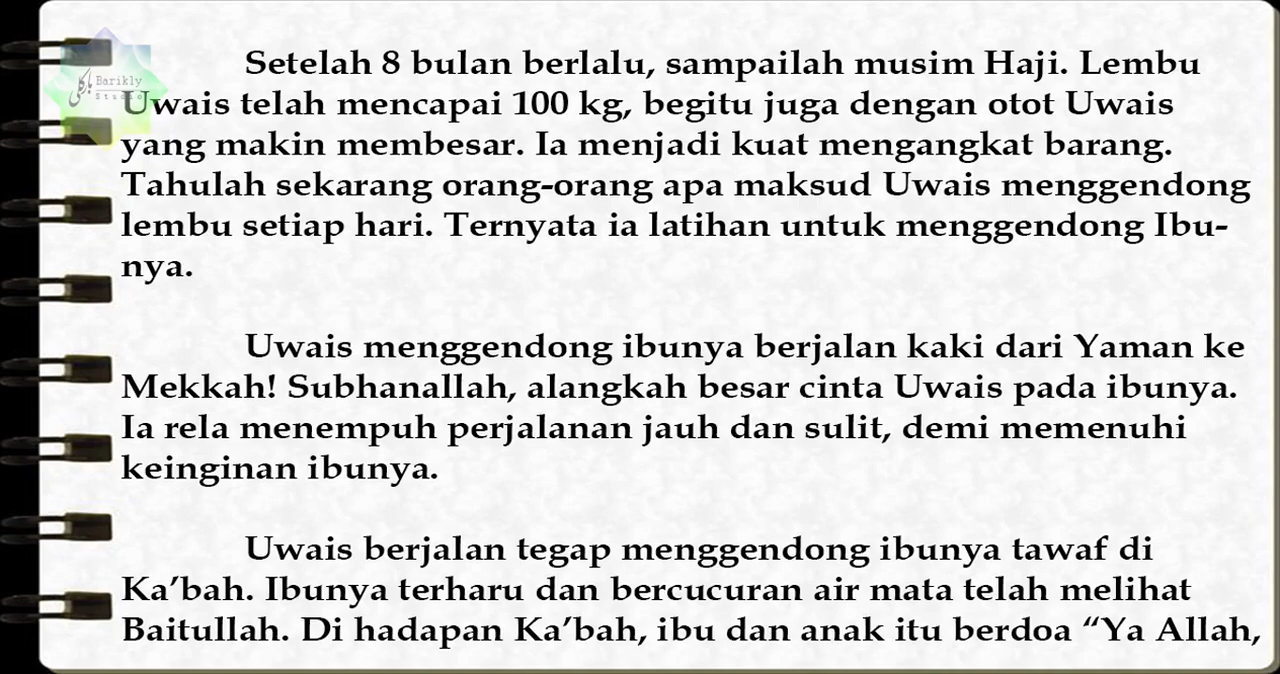 Barikly
Setelah 8 bulan berlalu, sampailah musim Haji. Lembu
Uwais telah mencapai 100 kg, begitu juga dengan otot Uwais
yang makin membesar. Ia menjadi kuat mengangkat barang.
Tahulah sekarang orang-orang apa maksud Uwais menggendong
lembu setiap hari. Ternyata ia latihan untuk menggendong Ibu-
nya.
Uwais menggendong ibunya berjalan kaki dari Yaman ke
Mekkah! Subhanallah, alangkah besar cinta Uwais pada ibunya.
Ia rela menempuh perjalanan jauh dan sulit, demi memenuhi
keinginan ibunya.
Uwais berjalan tegap menggendong ibunya tawaf di
Ka’bah. Ibunya terharu dan bercucuran air mata telah melihat
Baitullah. Di hadapan Ka’bah, ibu dan anak itu berdoa “Ya Allah,